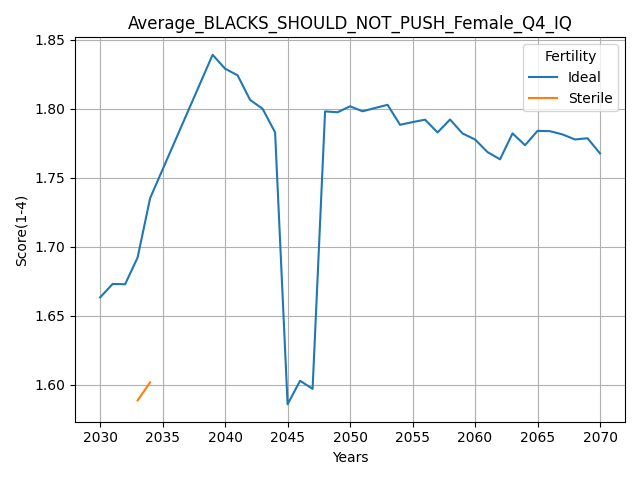 Average_BLACKS_SHOULD_NOT_PUSH_Female_Q4_IQ
1.85
1.80
1.75
1.70
1.65
1.60
Score(1-4)
Fertility
Ideal
Sterile
2030 2035 2040 2045 2050 2055 2060 2065 2070
Years